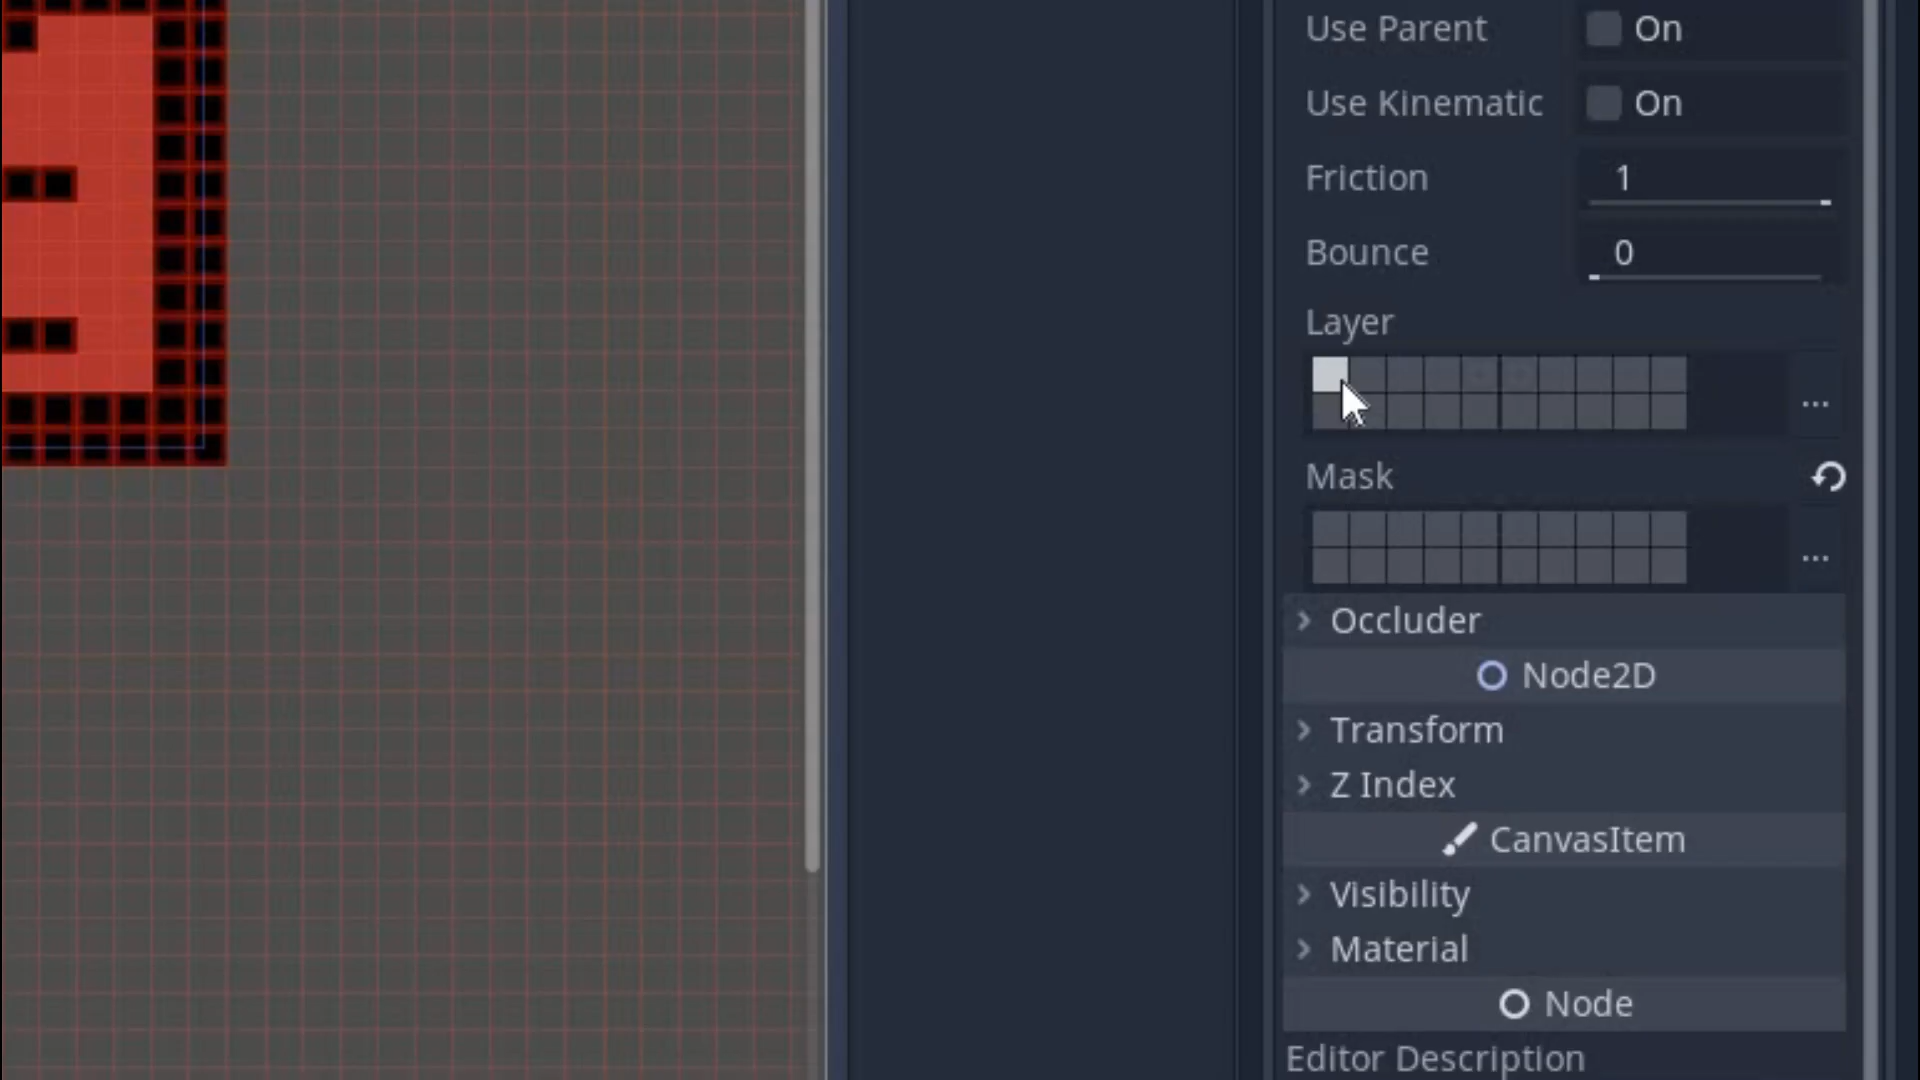 Use Parent On
Use Kinematic On
Friction 1
Bounce 0
Layer
...
Mask
...
Occluder
Node2D
Transform
Z Index
CanvasItem
Visibility
Material
Node
Editor Description